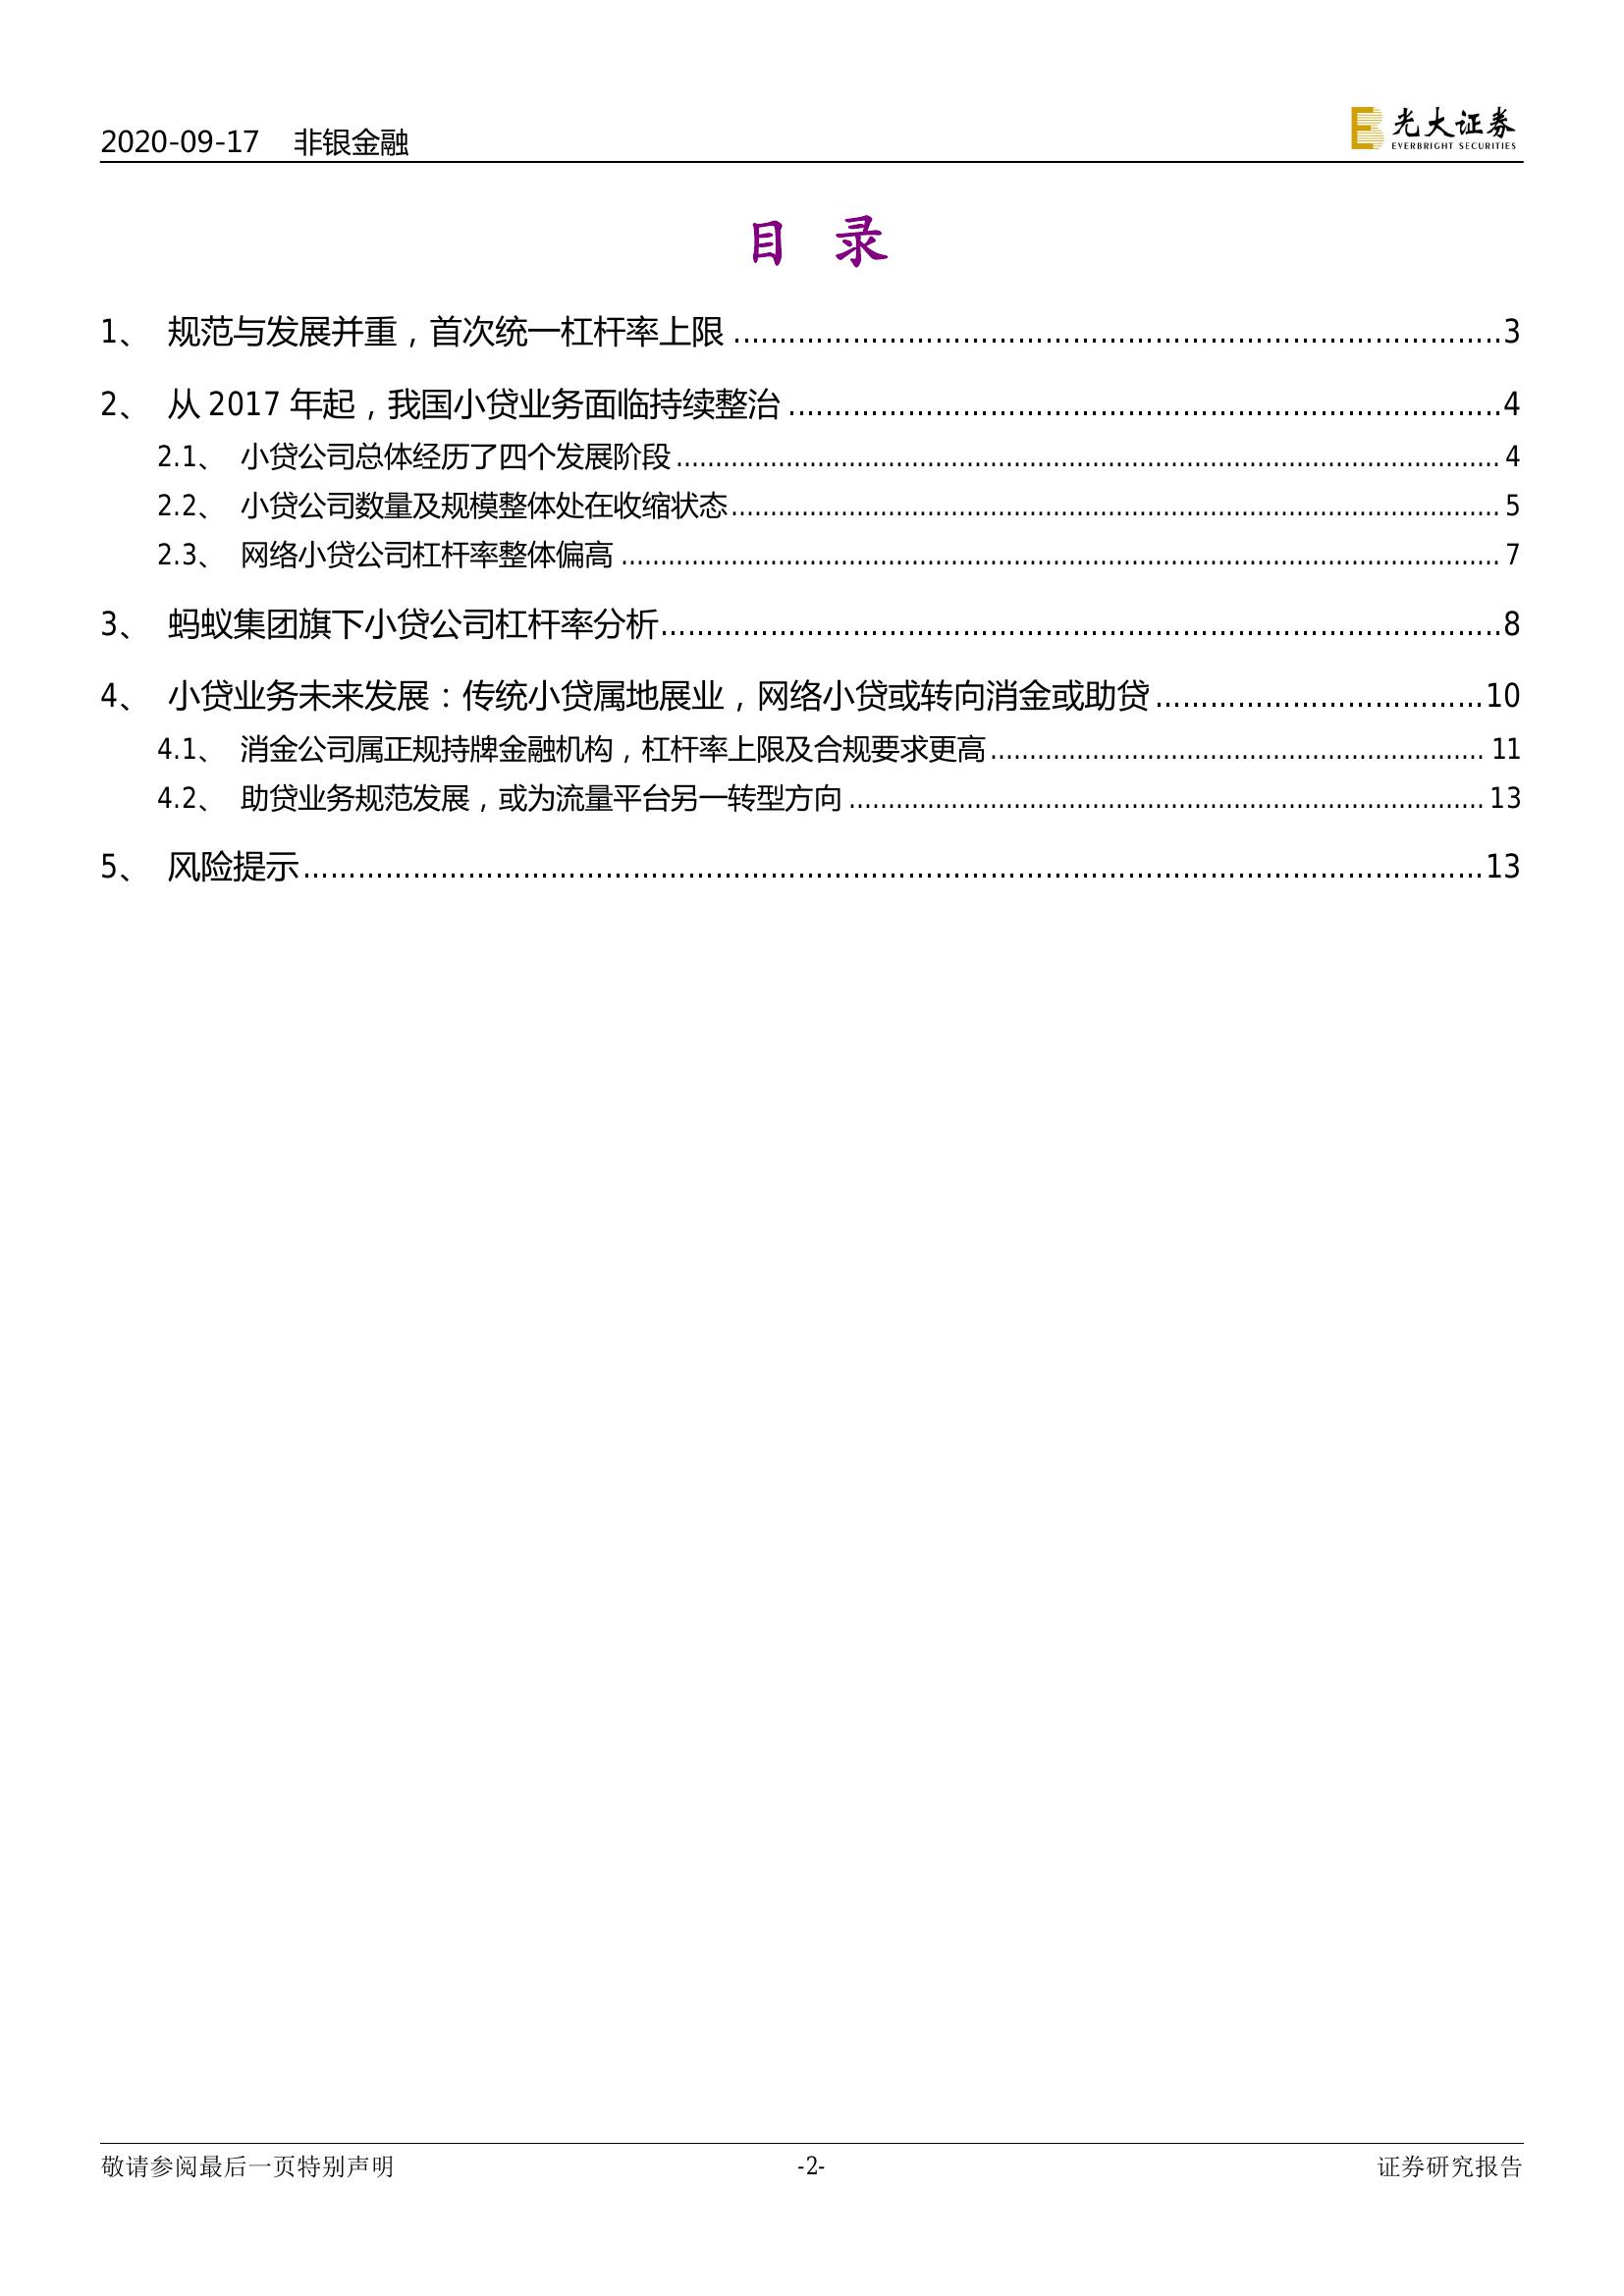 2020-09-17 非银金融
光大证券
EVERBRIGHT SECURITIES
目 录
1、 规范与发展并重，首次统一杠杆率上限 3
2、 从 2017 年起，我国小贷业务面临持续整治 4
2.1、 小贷公司总体经历了四个发展阶段 4
2.2、 小贷公司数量及规模整体处在收缩状态 5
2.3、 网络小贷公司杠杆率整体偏高 7
3、 蚂蚁集团旗下小贷公司杠杆率分析 8
4、 小贷业务未来发展：传统小贷属地展业，网络小贷或转向消金或助贷 10
4.1、 消金公司属正规持牌金融机构，杠杆率上限及合规要求更高 11
4.2、 助贷业务规范发展，或为流量平台另一转型方向 13
5、 风险提示 13
敬请参阅最后一页特别声明 -2- 证券研究报告